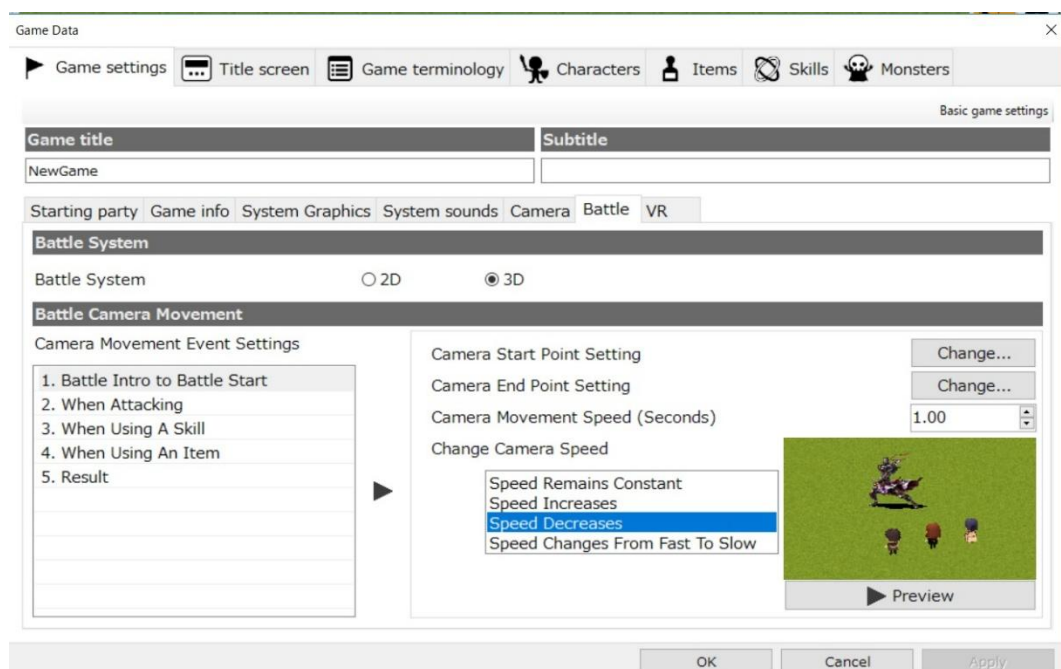 Game Data
Game settings Title screen Game terminology Characters Items Skills Monsters
Basic game settings
Game title Subtitle
NewGame
Starting party Game info System Graphics System sounds Camera Battle VR
Battle System
Battle System 2D 3D
Battle Camera Movement
Camera Movement Event Settings
1. Battle Intro to Battle Start
2. When Attacking
3. When Using A Skill
4. When Using An Item
5. Result
Camera Start Point Setting Change...
Camera End Point Setting Change...
Camera Movement Speed (Seconds) 1.00
Change Camera Speed
Speed Remains Constant
Speed Increases
Speed Decreases
Speed Changes From Fast To Slow
Preview
OK Cancel Apply